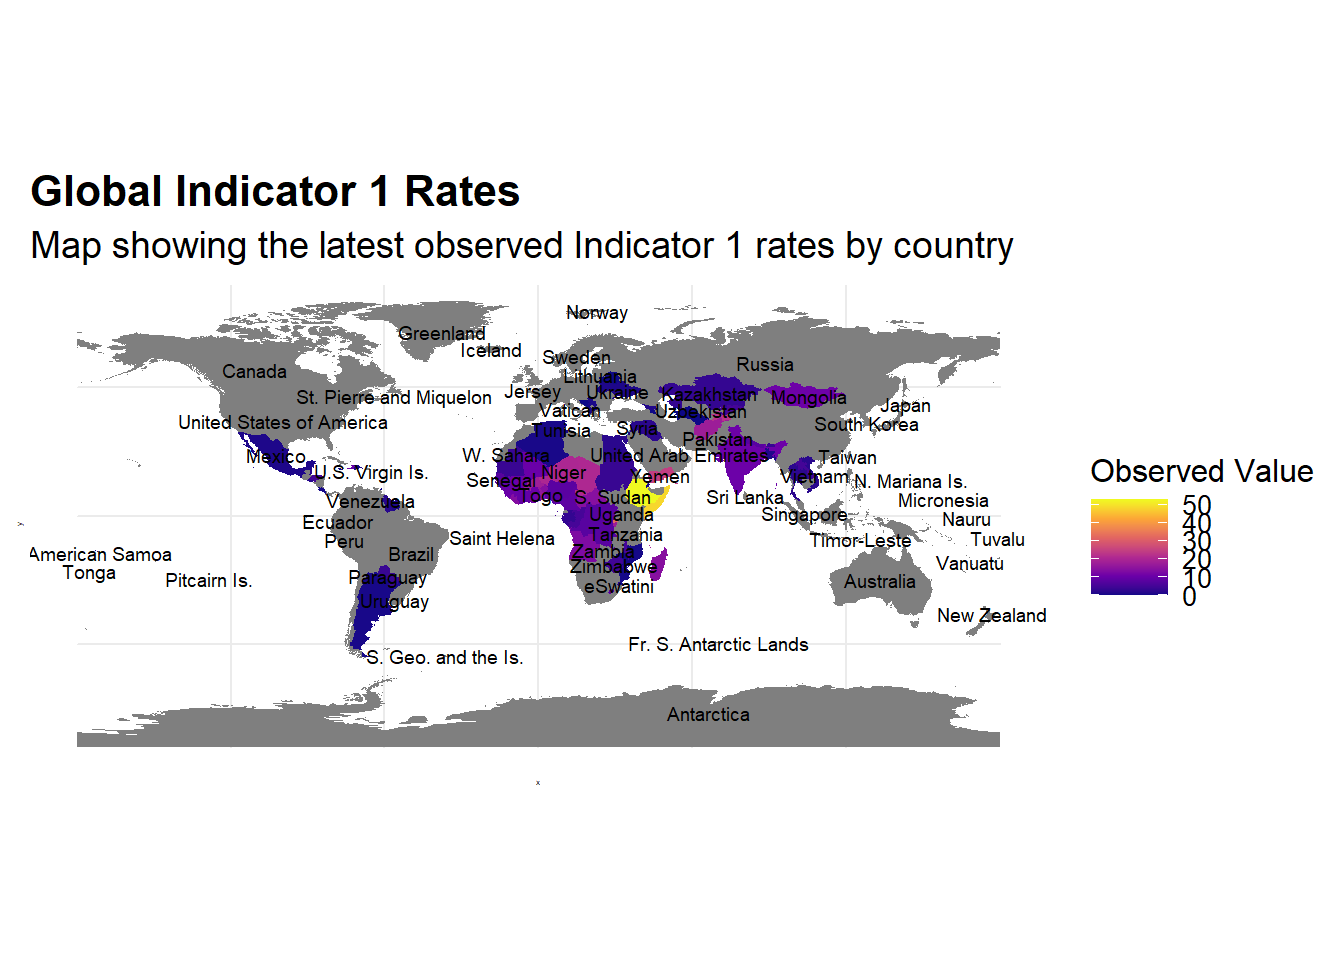 Global Indicator 1 Rates
Map showing the latest observed Indicator 1 rates by country
Norway
Greenland
Iceland
Sweden
Russia
Canada
Lithuania
Jersey
Ukraine
Kazakhstan
St. Pierre and Miquelon
Mongolia
Japan
Vatican
Uzbekistan
United States of America
South Korea
Tunisia
Syria
Pakistan
Mexico
W. Sahara
United Arab Emirates
Taiwan
U.S. Virgin Is.
Niger
Yemen
Vietnam
Senegal
N. Mariana Is.
Togo
S. Sudan
Sri Lanka
Micronesia
Venezuela
Ecuador
Uganda
Singapore
Nauru
Peru
Saint Helena
Tanzania
Timor-Leste
Tuvalu
American Samoa
Brazil
Zambia
Vanuatu
Tonga
Pitcairn Is.
Paraguay
Zimbabwe
eSwatini
Australia
Uruguay
New Zealand
Fr. S. Antarctic Lands
S. Geo. and the Is.
Antarctica
y
x
Observed Value
50
40
30
20
10
0